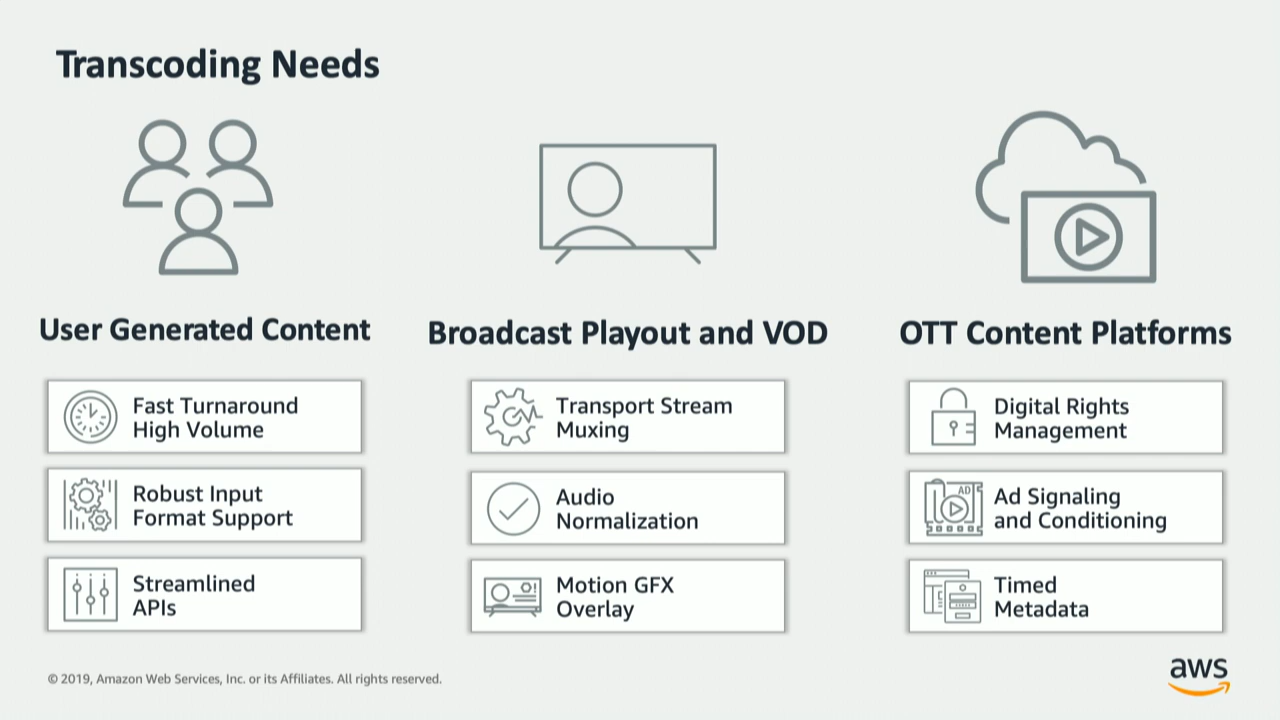 Transcoding Needs
User Generated Content
Fast Turnaround
High Volume
Robust Input
Format Support
Streamlined
APIs
Broadcast Playout and VOD
Transport Stream
Muxing
Audio
Normalization
Motion GFX
Overlay
OTT Content Platforms
Digital Rights
Management
AD
Ad Signaling
and Conditioning
Timed
Metadata
© 2019, Amazon Web Services, Inc. or its Affiliates. All rights reserved.
aws